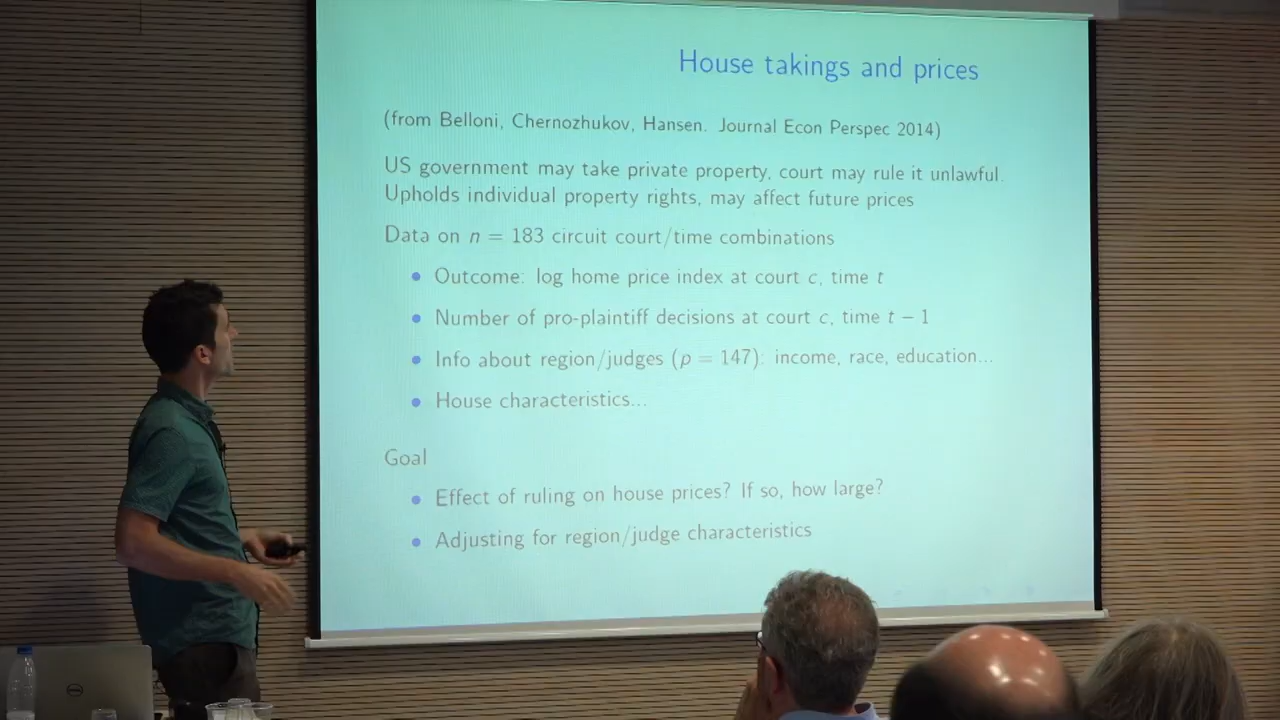 House takings and prices
(from Belloni, Chernozhukov, Hansen. Journal Econ Perspec 2014)
US government may take private property, court may rule it unlawful.
Upholds individual property rights, may affect future prices
Data on n = 183 circuit court/time combinations
• Outcome: log home price index at court c, time t
• Number of pro-plaintiff decisions at court c, time t − 1
• Info about region/judges (p = 147): income, race, education...
• House characteristics...
Goal
• Effect of ruling on house prices? If so, how large?
• Adjusting for region/judge characteristics
DELL